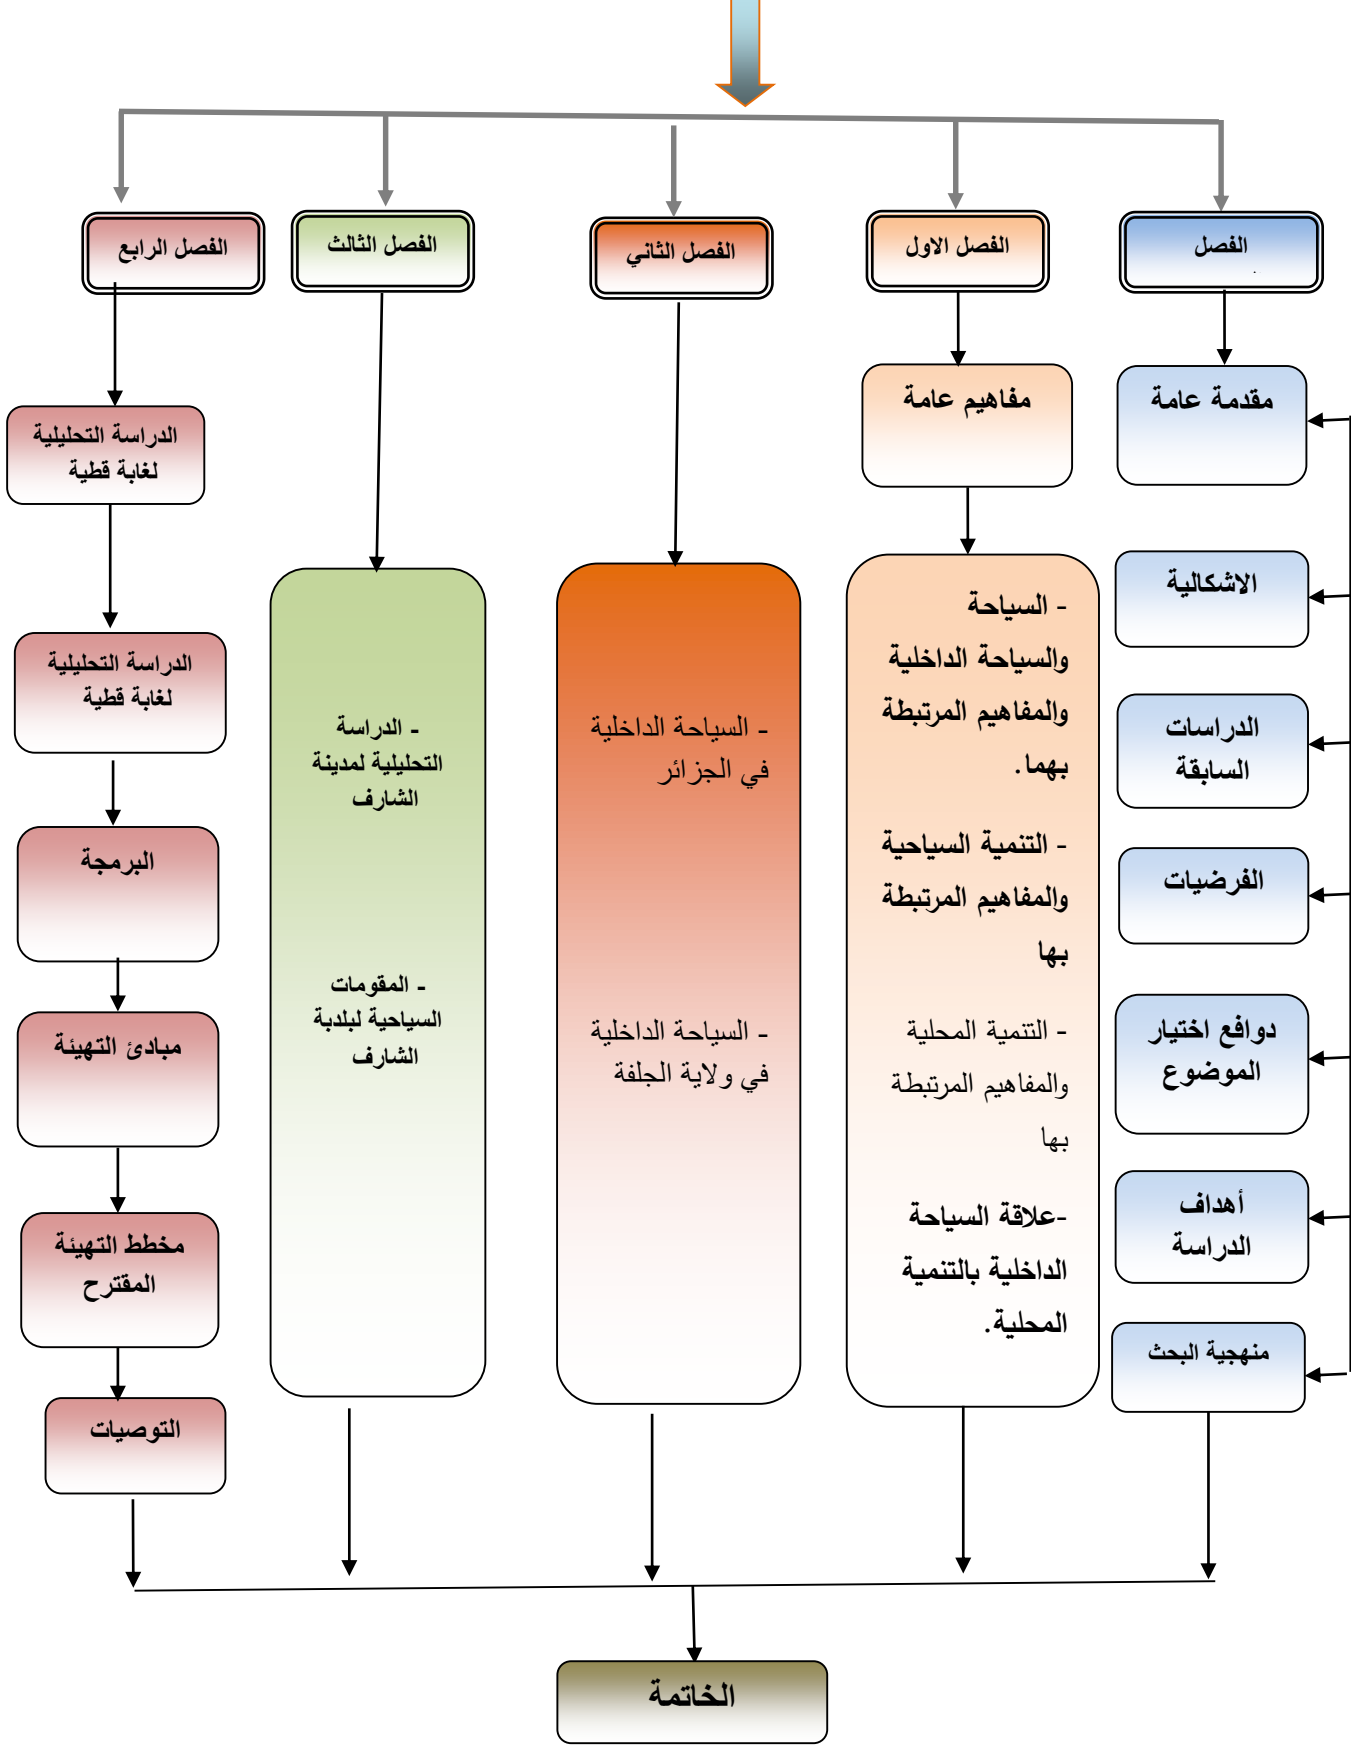 الفصل
الفصل الاول
الفصل الثاني
الفصل الثالث
الفصل الرابع
مقدمة عامة
الاشكالية
الدراسات
السابقة
الفرضيات
دوافع اختيار
الموضوع
أهداف
الدراسة
منهجية البحث
مفاهيم عامة
- السياحة
والسياحة الداخلية
والمفاهيم المرتبطة
بهما.
- التنمية السياحية
والمفاهيم المرتبطة
بها
- التنمية المحلية
والمفاهيم المرتبطة
بها
-علاقة السياحة
الداخلية بالتنمية
المحلية.
- السياحة الداخلية
في الجزائر
- السياحة الداخلية
في ولاية الجلفة
- الدراسة
التحليلية لمدينة
الشارف
- المقومات
السياحية لبلدية
الشارف
الدراسة التحليلية
لغابة قطية
الدراسة التحليلية
لغابة قطية
البرمجة
مبادئ التهيئة
مخطط التهيئة
المقترح
التوصيات
الخاتمة